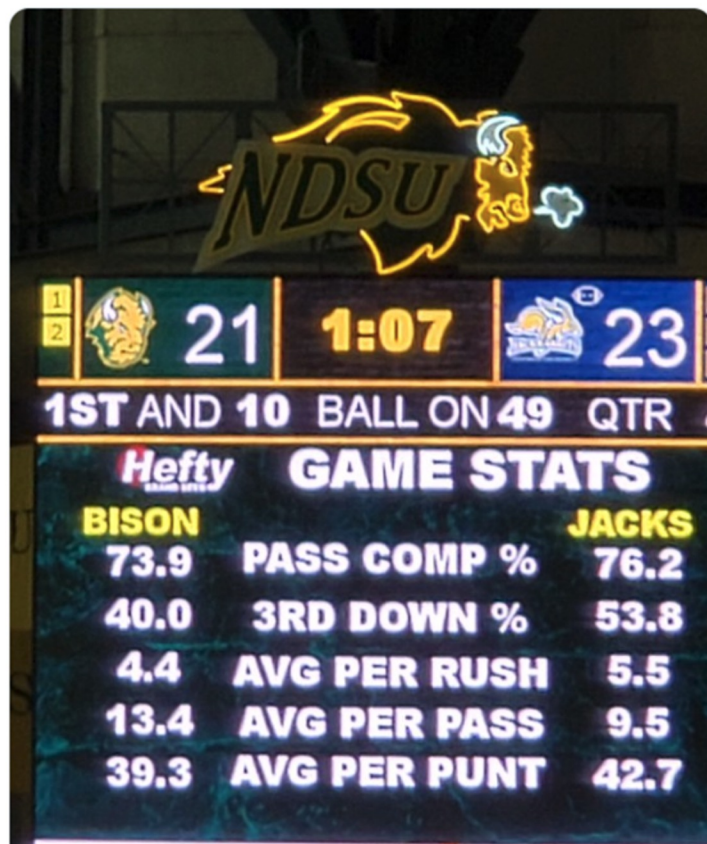 NDSU
1
2
21 1:07 23
1ST AND 10 BALL ON 49 QTR
Hefty GAME STATS
BISON JACKS
73.9 PASS COMP % 76.2
40.0 3RD DOWN % 53.8
4.4 AVG PER RUSH 5.5
13.4 AVG PER PASS 9.5
39.3 AVG PER PUNT 42.7